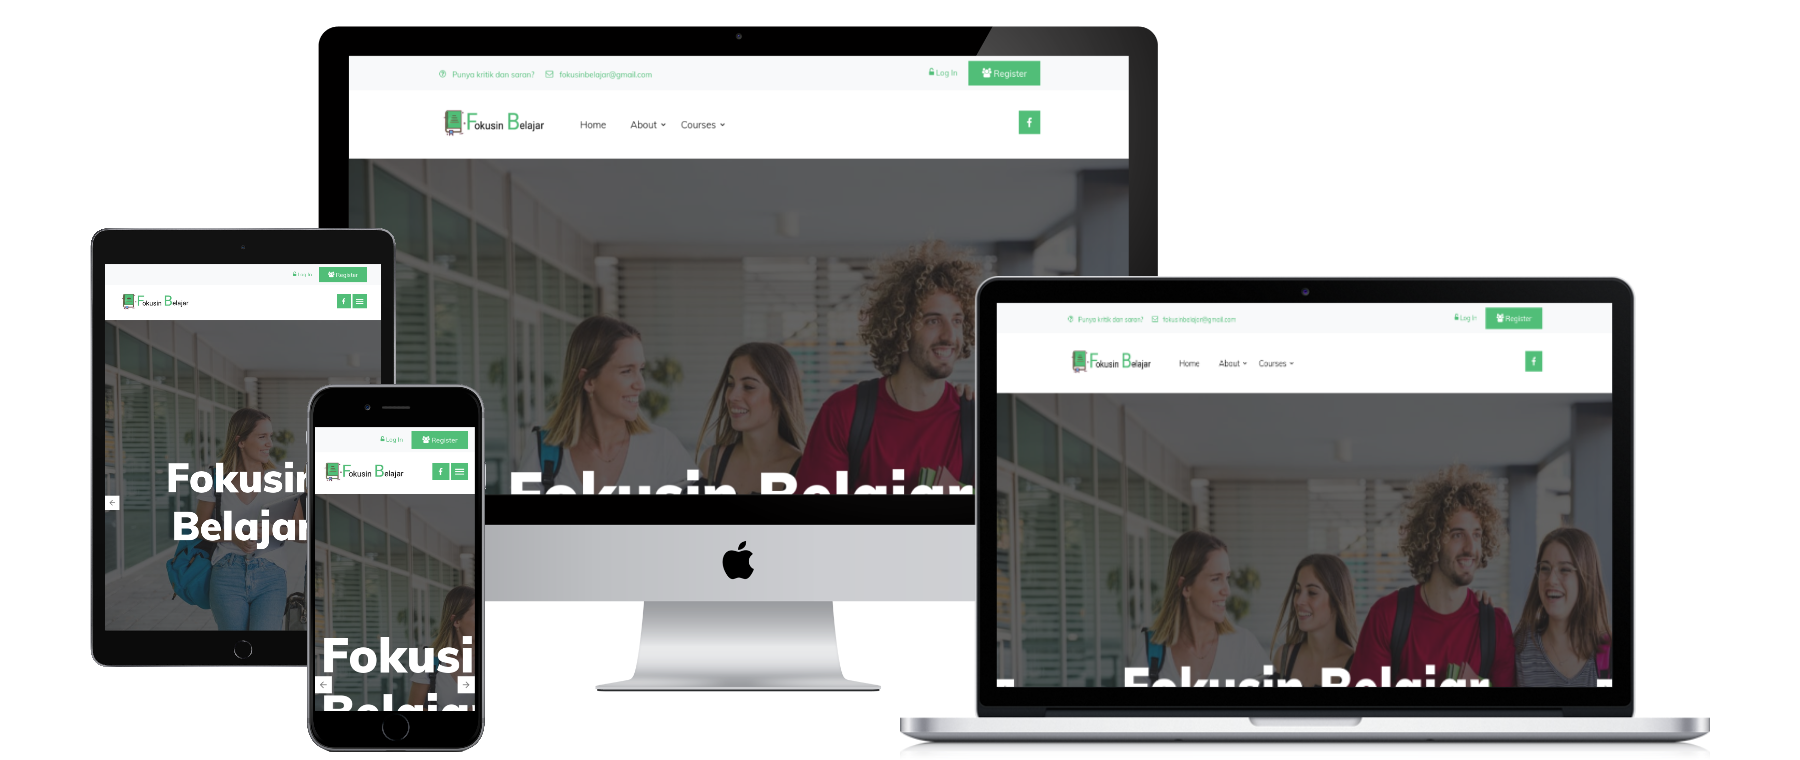 Punya kritik dan saran? fokusinbelajar@gmail.com Log In Register
Fokusin Belajar Home About Courses
Fokusin Belajar
Log In Register
Fokusin Belajar
Fokusin
Belajar
Log In Register
Fokusin Belajar
Fokusi
Belajar
Punya kritik dan saran? fokusinbelajar@gmail.com Log In Register
Fokusin Belajar Home About Courses
Fokusin Belajar